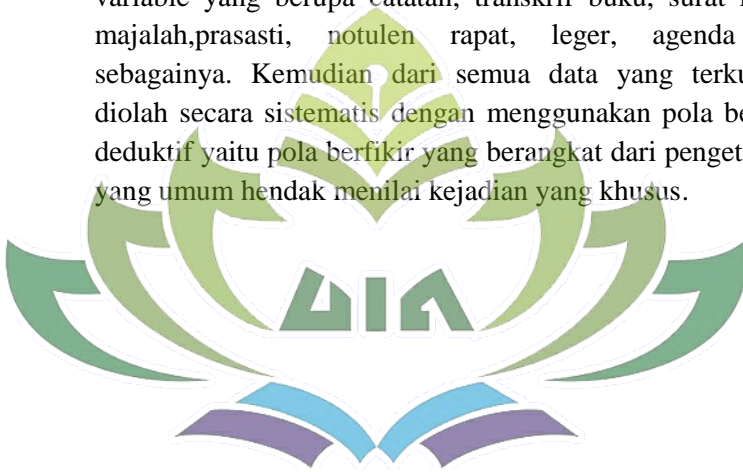 variable yang berupa catatan, transkrif buku, surat
majalah,prasasti, notulen rapat, leger, agenda
sebagainya. Kemudian dari semua data yang
diolah secara sistematis dengan menggunakan pola
deduktif yaitu pola berfikir yang berangkat dari
yang umum hendak menilai kejadian yang khusus.
UIN